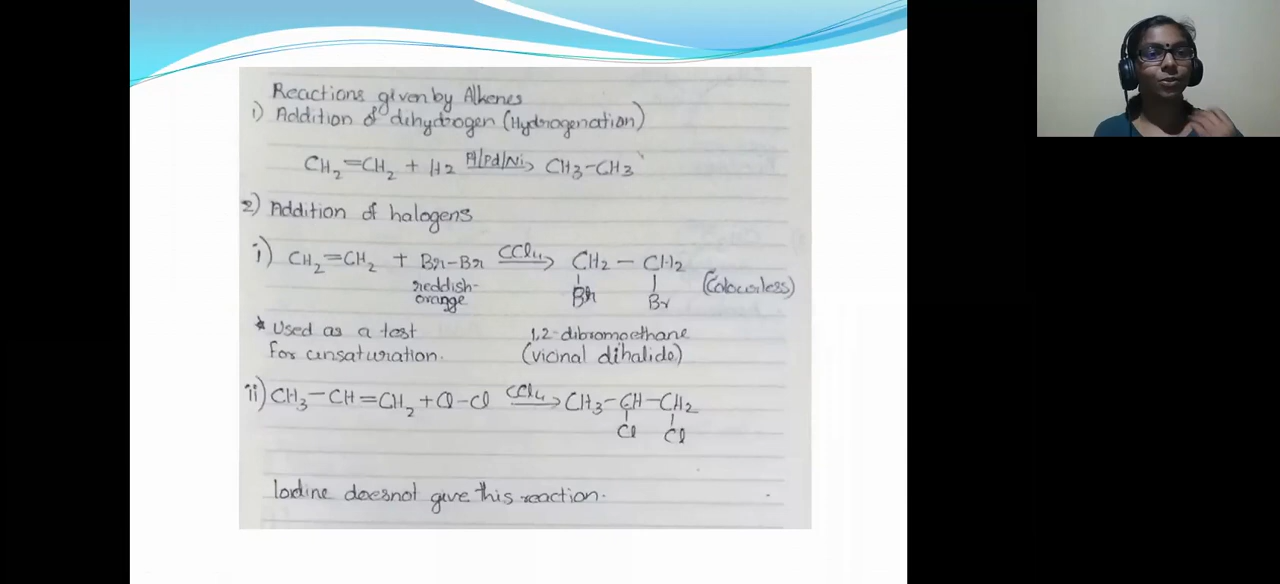 Reactions given by Alkenes
1) Addition of dihydrogen (Hydrogenation)
CH₂=CH₂ + H₂ Pt/Pd/Ni → CH₃-CH₃
2) Addition of halogens
i) CH₂=CH₂ + Br-Br CCl₄ → CH₂ - CH₂
reddish- Br Br (Colourless)
orange
* Used as a test 1,2-dibromoethane
for unsaturation. (vicinal dihalide)
ii) CH₃-CH=CH₂ + Cl-Cl CCl₄ → CH₃-CH-CH₂
Cl Cl
Iodine doesnot give this reaction.